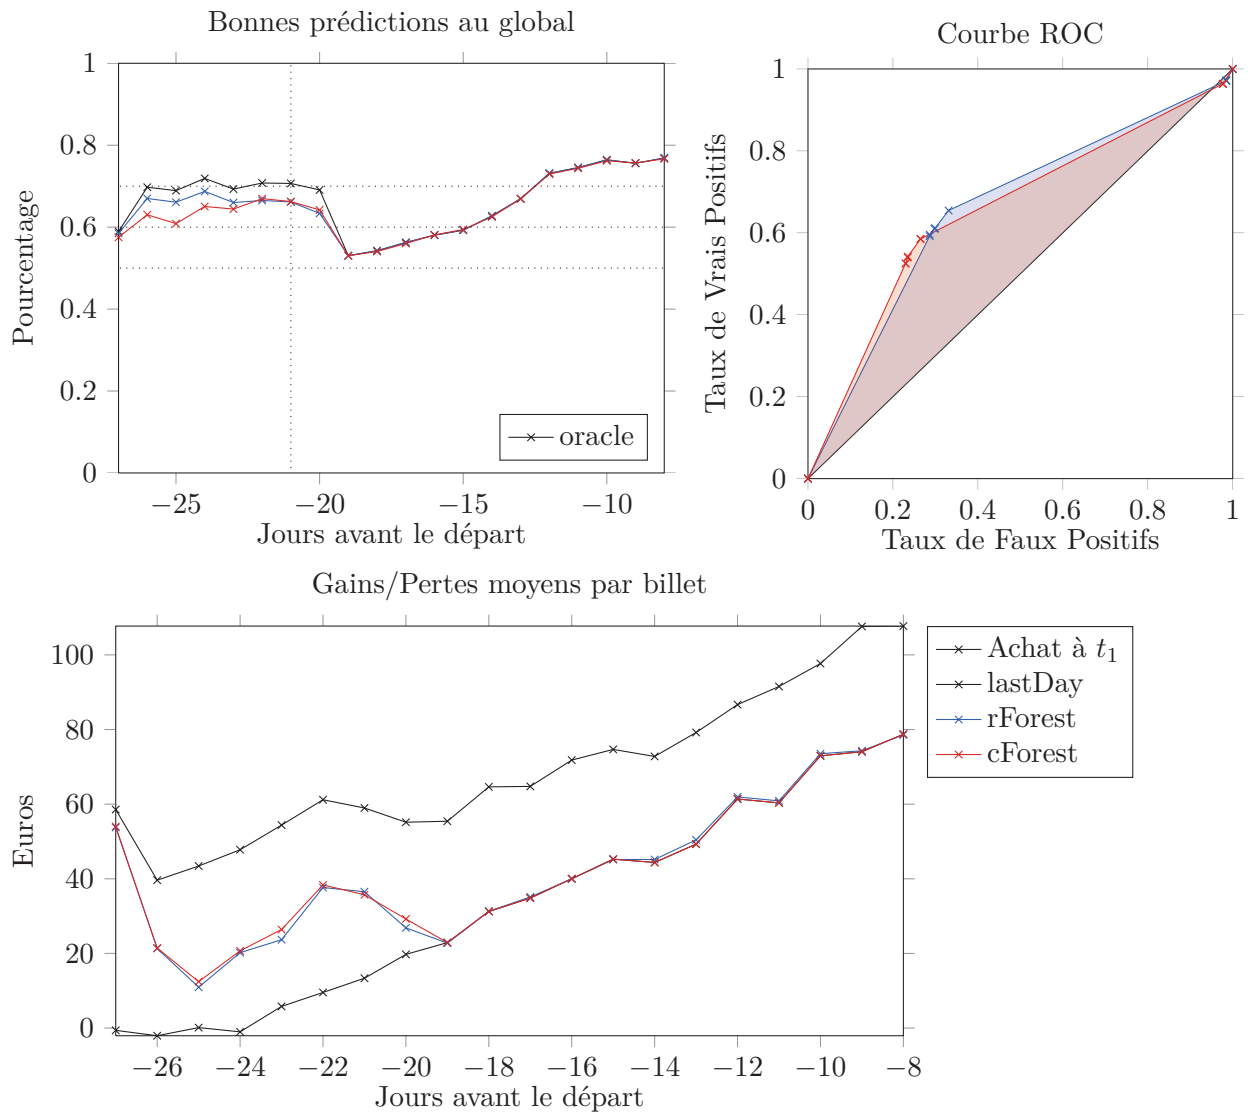 Bonnes prédictions au global
1
0.8
0.6
0.4
0.2
0
Pourcentage
oracle
−25 −20 −15 −10
Jours avant le départ
Courbe ROC
1
0.8
0.6
0.4
0.2
0
Taux de Vrais Positifs
0 0.2 0.4 0.6 0.8 1
Taux de Faux Positifs
Gains/Pertes moyens par billet
100
80
60
40
20
0
Euros
−26 −24 −22 −20 −18 −16 −14 −12 −10 −8
Jours avant le départ
Achat à t₁
lastDay
rForest
cForest